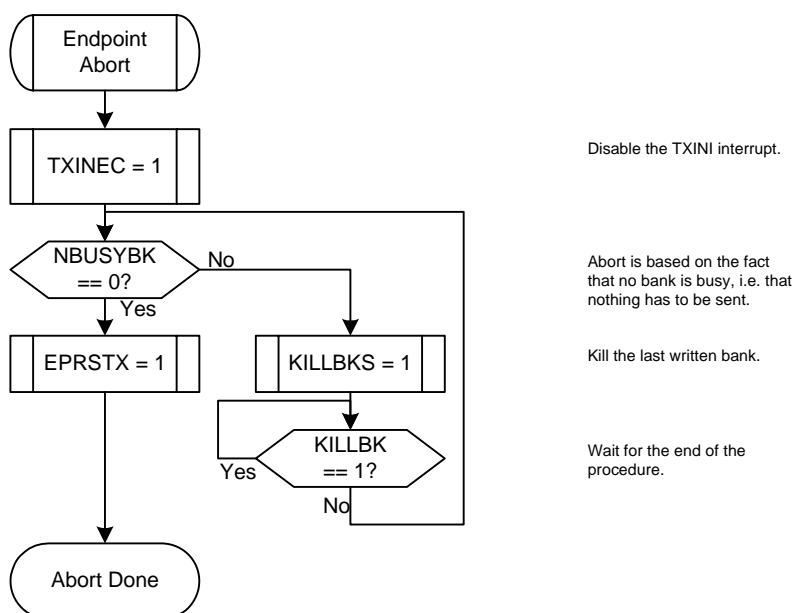 Endpoint
Abort
TXINEC = 1
Disable the TXINI interrupt.
NBUSYBK
== 0?
No
Yes
Abort is based on the fact
that no bank is busy, i.e. that
nothing has to be sent.
EPRSTX = 1
KILLBKS = 1
Kill the last written bank.
KILLBK
== 1?
Yes
No
Wait for the end of the
procedure.
Abort Done